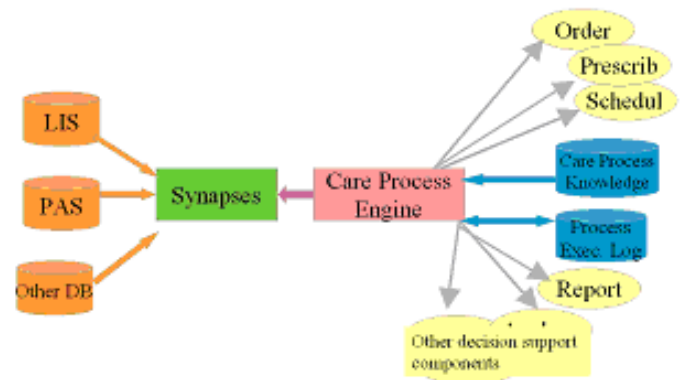 Order
Prescrib
Schedul
LIS
PAS
Other DB
Synapses
Care Process
Engine
Care Process
Knowledge
Process
Exec. Log
Report
Other decision support
components